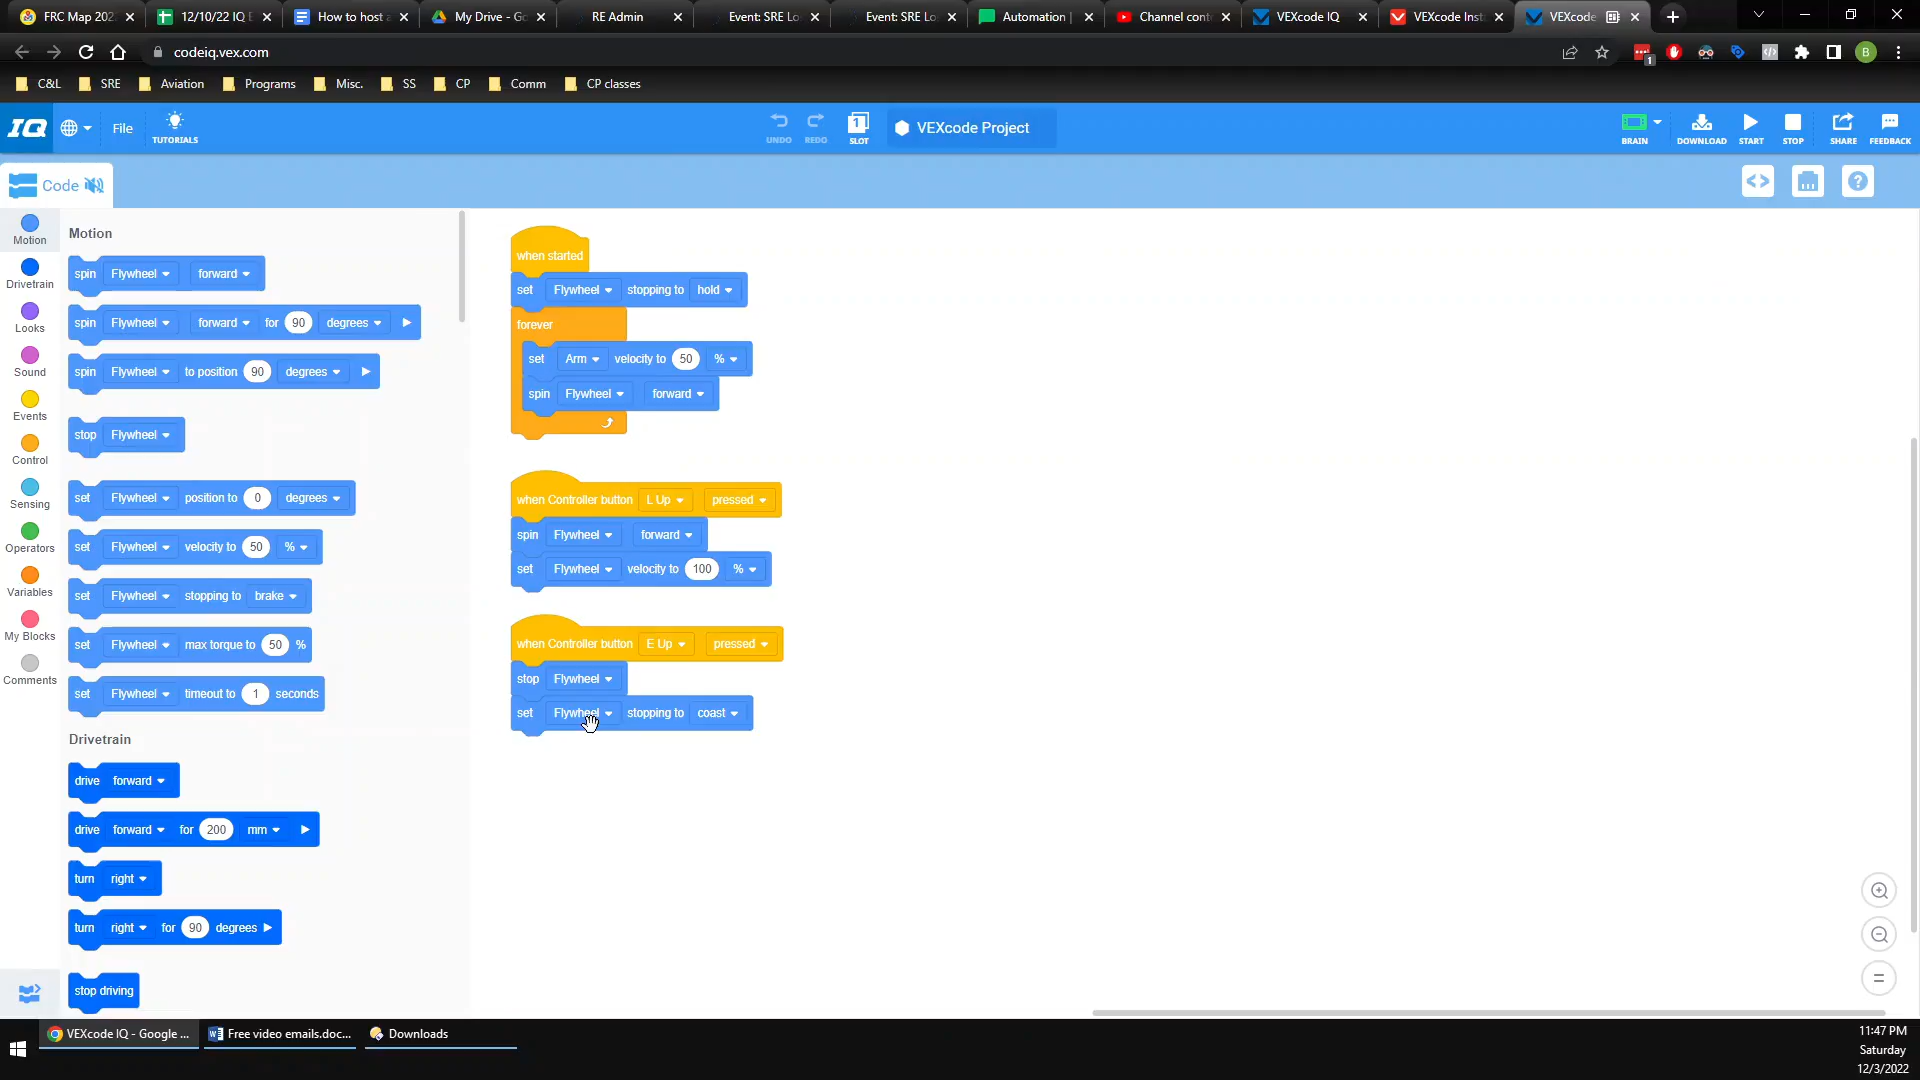 FRC Map 202
12/10/22 IQ E
How to host a
My Drive - Go
RE Admin
Event: SRE Lo
Event: SRE Lo
Automation |
Channel cont
VEXcode IQ
VEXcode Inst
VEXcode
codeiq.vex.com
1
B
C&L
SRE
Aviation
Programs
Misc.
SS
CP
Comm
CP classes
IQ
File
TUTORIALS
UNDO
REDO
1
SLOT
VEXcode Project
BRAIN
DOWNLOAD
START
STOP
SHARE
FEEDBACK
Code
Motion
Drivetrain
Looks
Sound
Events
Control
Sensing
Operators
Variables
My Blocks
Comments
Motion
spin Flywheel forward
spin Flywheel forward for 90 degrees
spin Flywheel to position 90 degrees
stop Flywheel
set Flywheel position to 0 degrees
set Flywheel velocity to 50 %
set Flywheel stopping to brake
set Flywheel max torque to 50 %
set Flywheel timeout to 1 seconds
Drivetrain
drive forward
drive forward for 200 mm
turn right
turn right for 90 degrees
stop driving
when started
set Flywheel stopping to hold
forever
set Arm velocity to 50 %
spin Flywheel forward
when Controller button L Up pressed
spin Flywheel forward
set Flywheel velocity to 100 %
when Controller button E Up pressed
stop Flywheel
set Flywheel stopping to coast
VEXcode IQ - Google ...
Free video emails.doc...
Downloads
11:47 PM
Saturday
12/3/2022